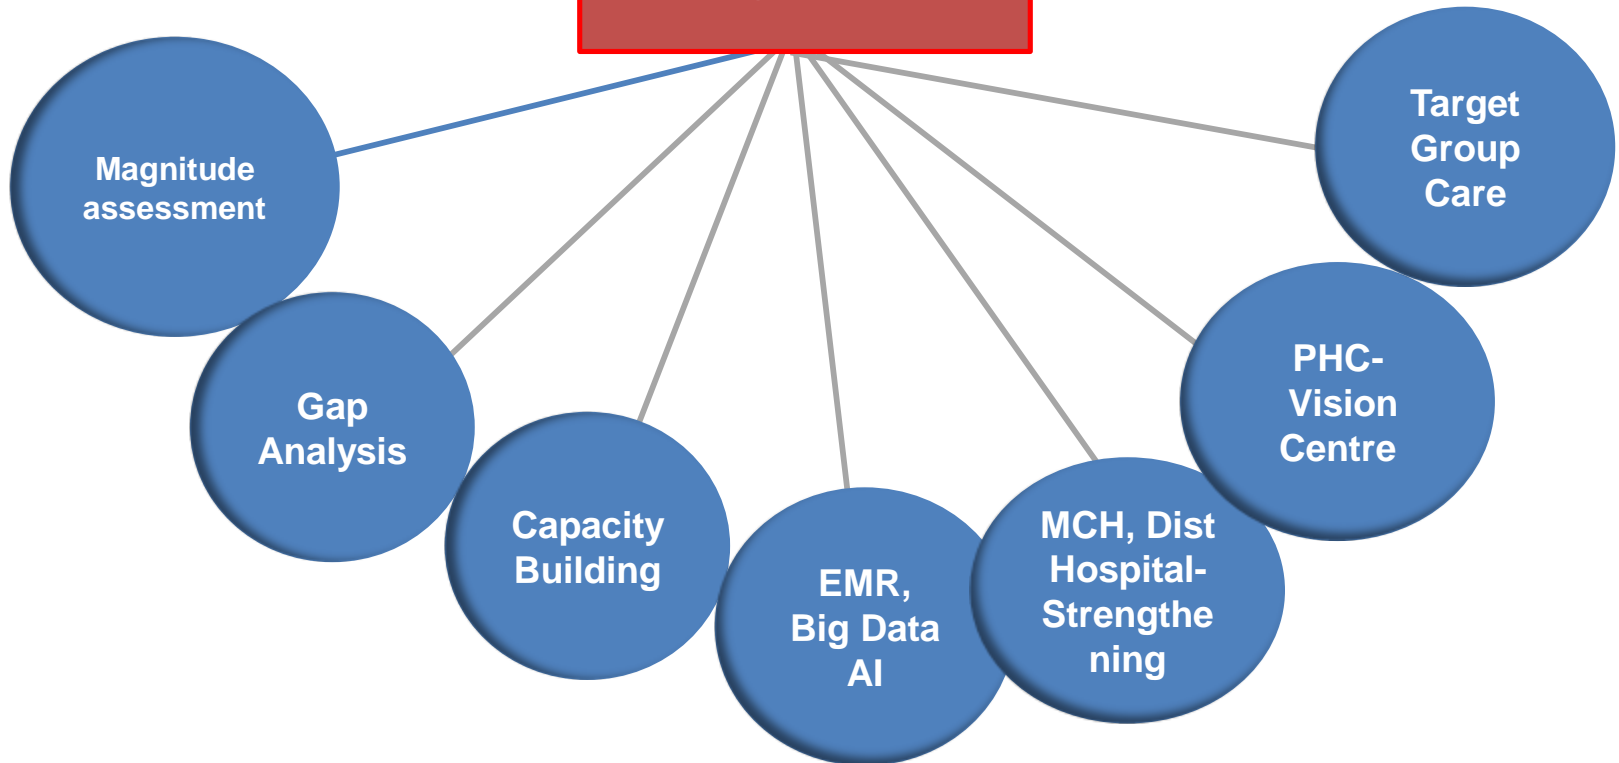 Magnitude
assessment
Gap
Analysis
Capacity
Building
EMR,
Big Data
AI
MCH, Dist
Hospital-
Strengthe
ning
PHC-
Vision
Centre
Target
Group
Care